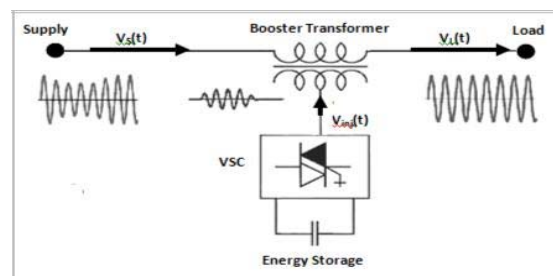 Booster Transformer
Supply
Load
Vs(t)
VL(t)
Vinj(t)
VSC
Energy Storage